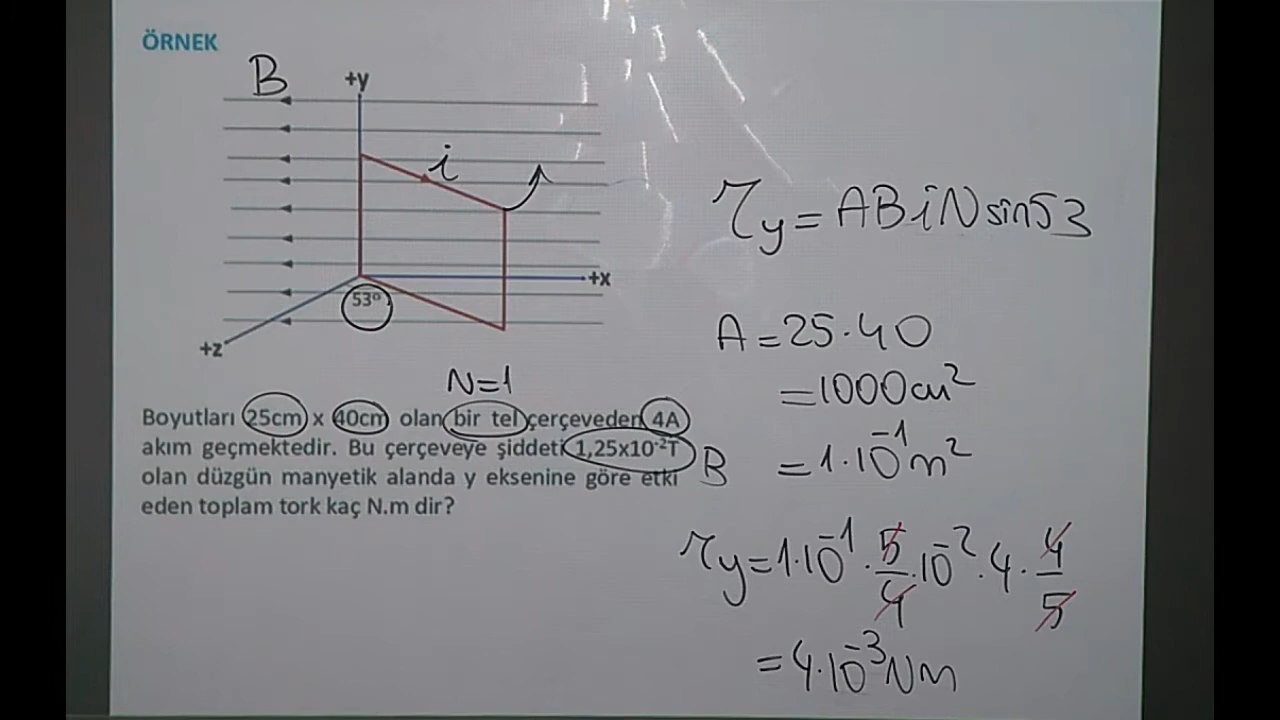 ÖRNEK
B
+y
i
+x
53°
+z
N=1
Boyutları 25cm x 40cm olan bir tel çerçeveden 4A
akım geçmektedir. Bu çerçeveye şiddeti 1,25x10⁻²T
olan düzgün manyetik alanda y eksenine göre etki
eden toplam tork kaç N.m dir?
B
τy = ABiN sin53
A = 25·40
= 1000cm²
= 1·10⁻¹m²
τy = 1·10⁻¹ · 5/4 · 10⁻² · 4 · 4/5
= 4·10⁻³ Nm